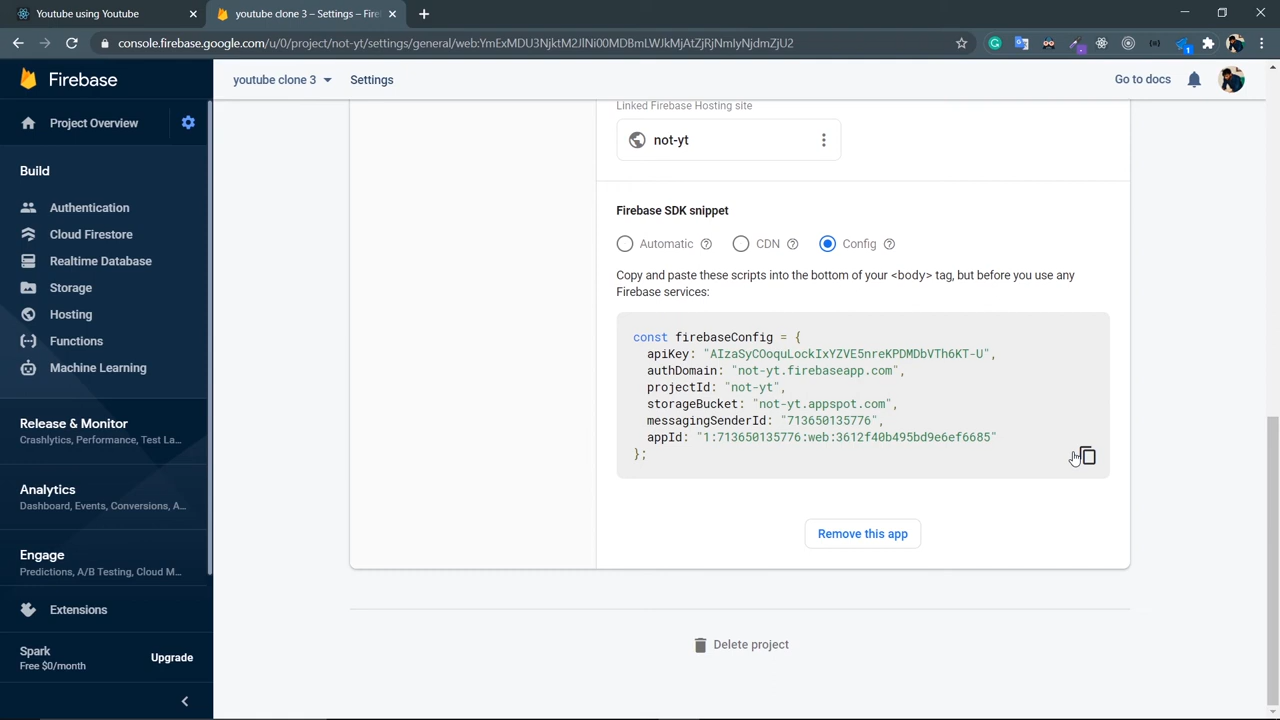 Youtube using Youtube
youtube clone 3 – Settings – Fire
console.firebase.google.com/u/0/project/not-yt/settings/general/web:YmExMDU3NjktM2JlNi00MDBmLWJkMjAtZjRjNmIyNjdmZjU2
Firebase
youtube clone 3
Settings
Go to docs
Project Overview
Build
Authentication
Cloud Firestore
Realtime Database
Storage
Hosting
Functions
Machine Learning
Release & Monitor
Crashlytics, Performance, Test La...
Analytics
Dashboard, Events, Conversions, A...
Engage
Predictions, A/B Testing, Cloud M...
Extensions
Spark
Free $0/month
Upgrade
Linked Firebase Hosting site
not-yt
Firebase SDK snippet
Automatic
CDN
Config
Copy and paste these scripts into the bottom of your <body> tag, but before you use any
Firebase services:
const firebaseConfig = {
apiKey: "AIzaSyCOoquLockIxYZVE5nreKPDMDbVTh6KT-U",
authDomain: "not-yt.firebaseapp.com",
projectId: "not-yt",
storageBucket: "not-yt.appspot.com",
messagingSenderId: "713650135776",
appId: "1:713650135776:web:3612f40b495bd9e6ef6685"
};
Remove this app
Delete project